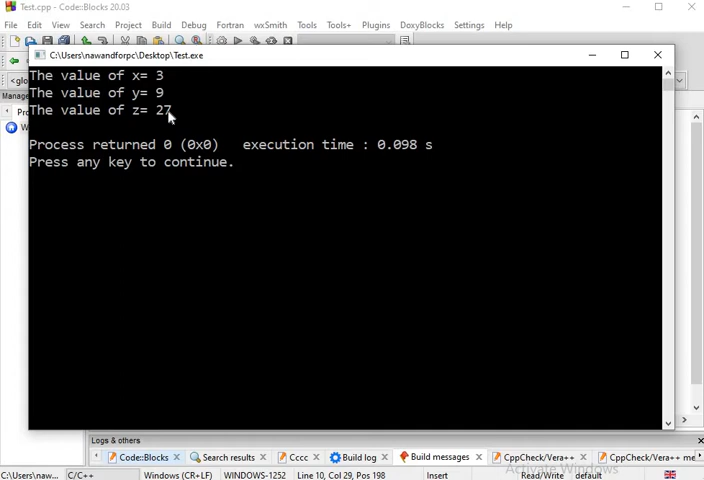 Test.cpp - Code::Blocks 20.03
File Edit View Search Project Build Debug Fortran wxSmith Tools Tools+ Plugins DoxyBlocks Settings Help
C:\Users\nawandforpc\Desktop\Test.exe
<glo
Manage
The value of x= 3
The value of y= 9
The value of z= 27
Process returned 0 (0x0) execution time : 0.098 s
Press any key to continue.
Logs & others
Code::Blocks Search results Cccc Build log Build messages CppCheck/Vera++ CppCheck/Vera++ me
Activate Windows
C:\Users\naw... C/C++ Windows (CR+LF) WINDOWS-1252 Line 10, Col 29, Pos 198 Insert Read/Write default